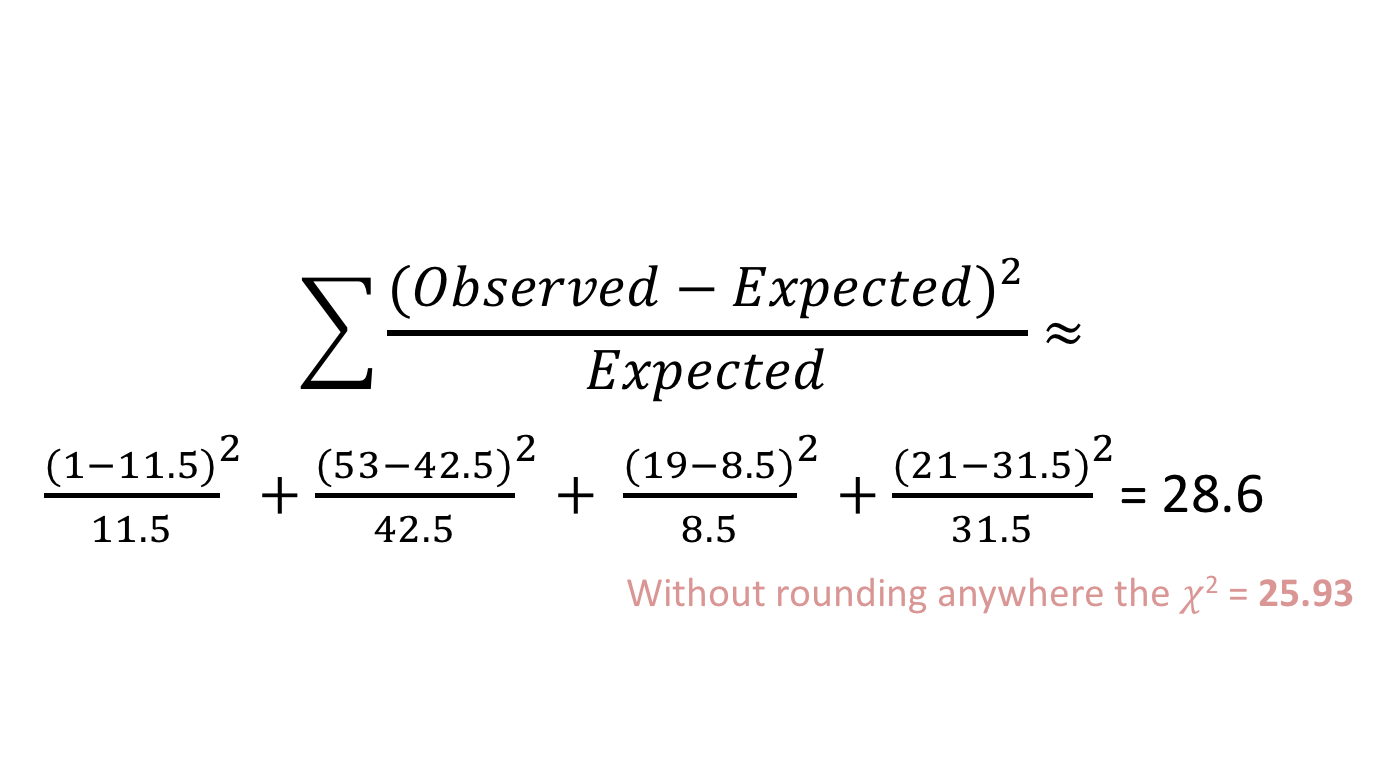 ∑ (Observed − Expected)² / Expected ≈
(1−11.5)² / 11.5 + (53−42.5)² / 42.5 + (19−8.5)² / 8.5 + (21−31.5)² / 31.5 = 28.6
Without rounding anywhere the χ² = 25.93